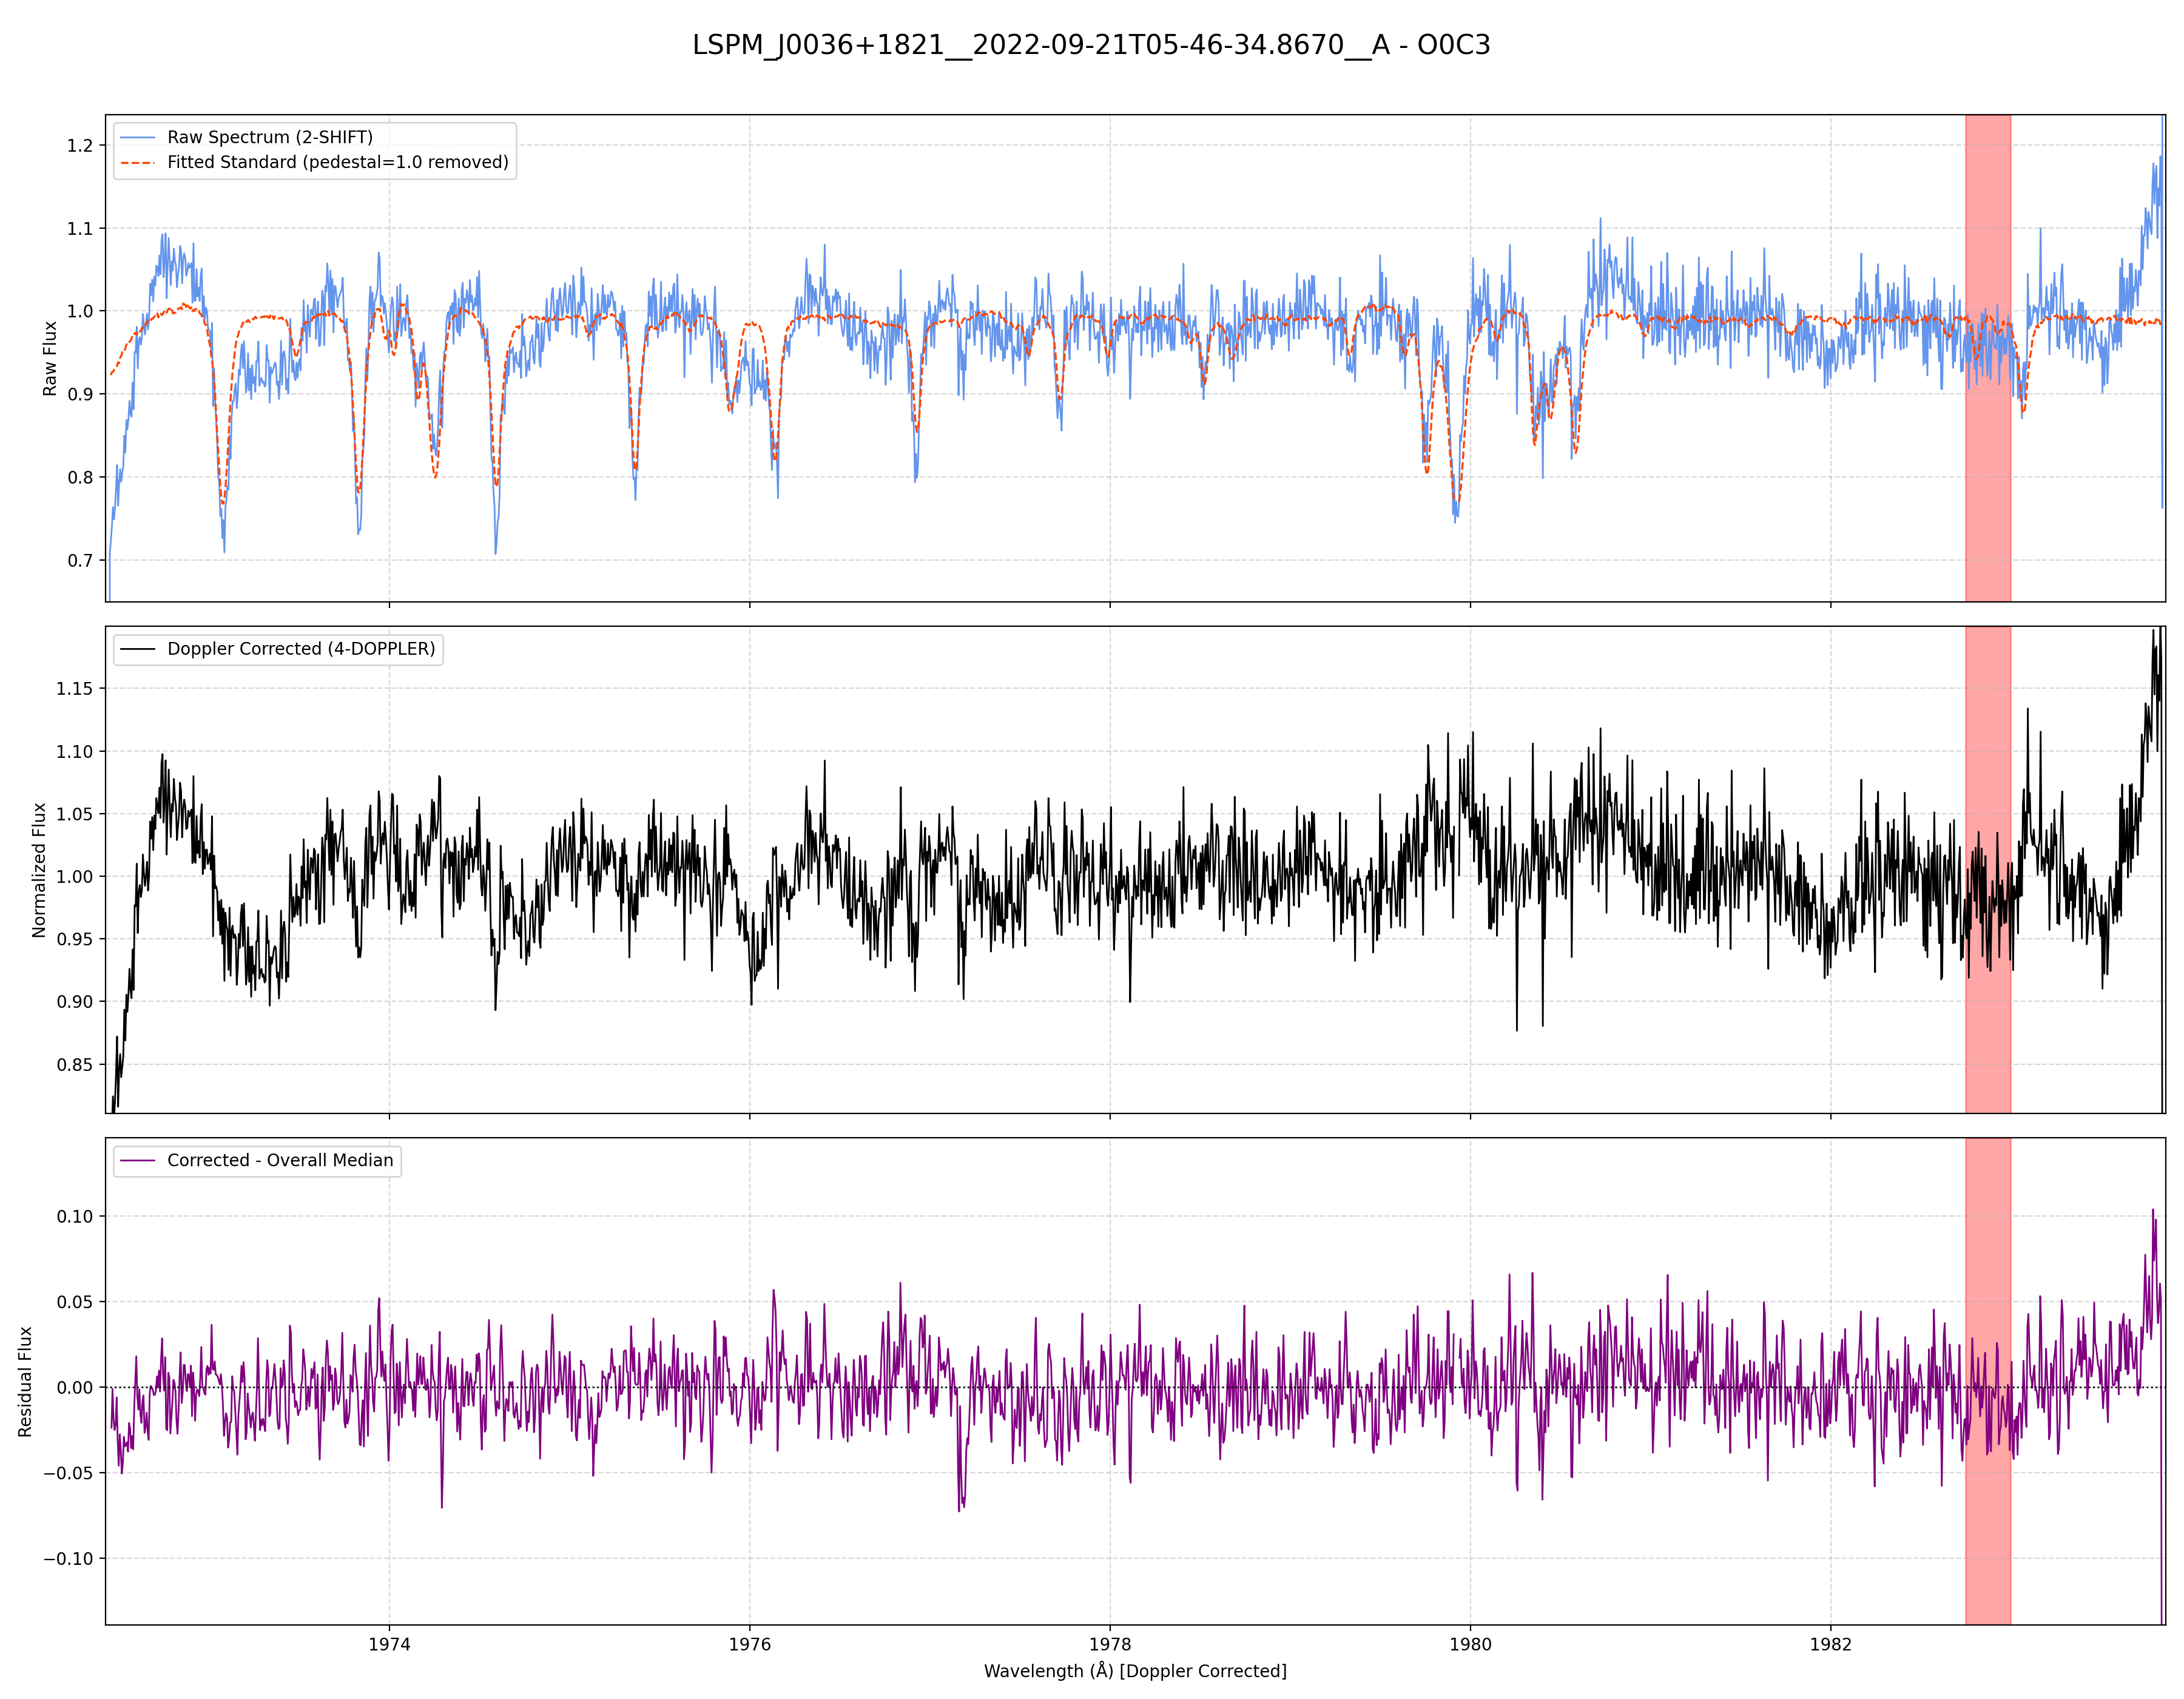 LSPM_J0036+1821__2022-09-21T05-46-34.8670__A - O0C3
Raw Spectrum (2-SHIFT)
Fitted Standard (pedestal=1.0 removed)
1.2
1.1
1.0
0.9
0.8
0.7
Raw Flux
Doppler Corrected (4-DOPPLER)
1.15
1.10
1.05
1.00
0.95
0.90
0.85
Normalized Flux
Corrected - Overall Median
0.10
0.05
0.00
−0.05
−0.10
Residual Flux
1974 1976 1978 1980 1982
Wavelength (Å) [Doppler Corrected]